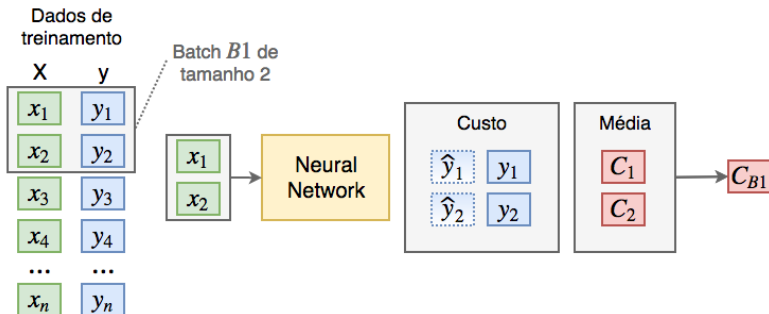 Dados de
treinamento
X y
Batch B1 de
tamanho 2
x₁ y₁
x₂ y₂
x₃ y₃
x₄ y₄
... ...
xₙ yₙ
x₁
x₂
Neural
Network
Custo
ŷ₁ y₁
ŷ₂ y₂
Média
C₁
C₂
C_B1